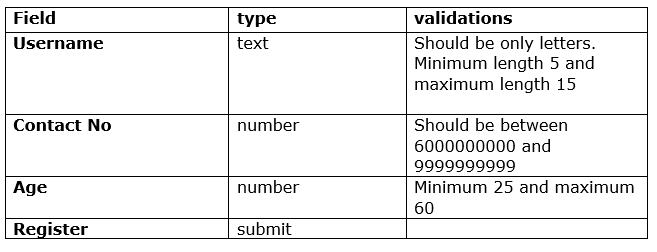 Field type validations
Username text Should be only letters.
Minimum length 5 and
maximum length 15
Contact No number Should be between
6000000000 and
9999999999
Age number Minimum 25 and maximum
60
Register submit